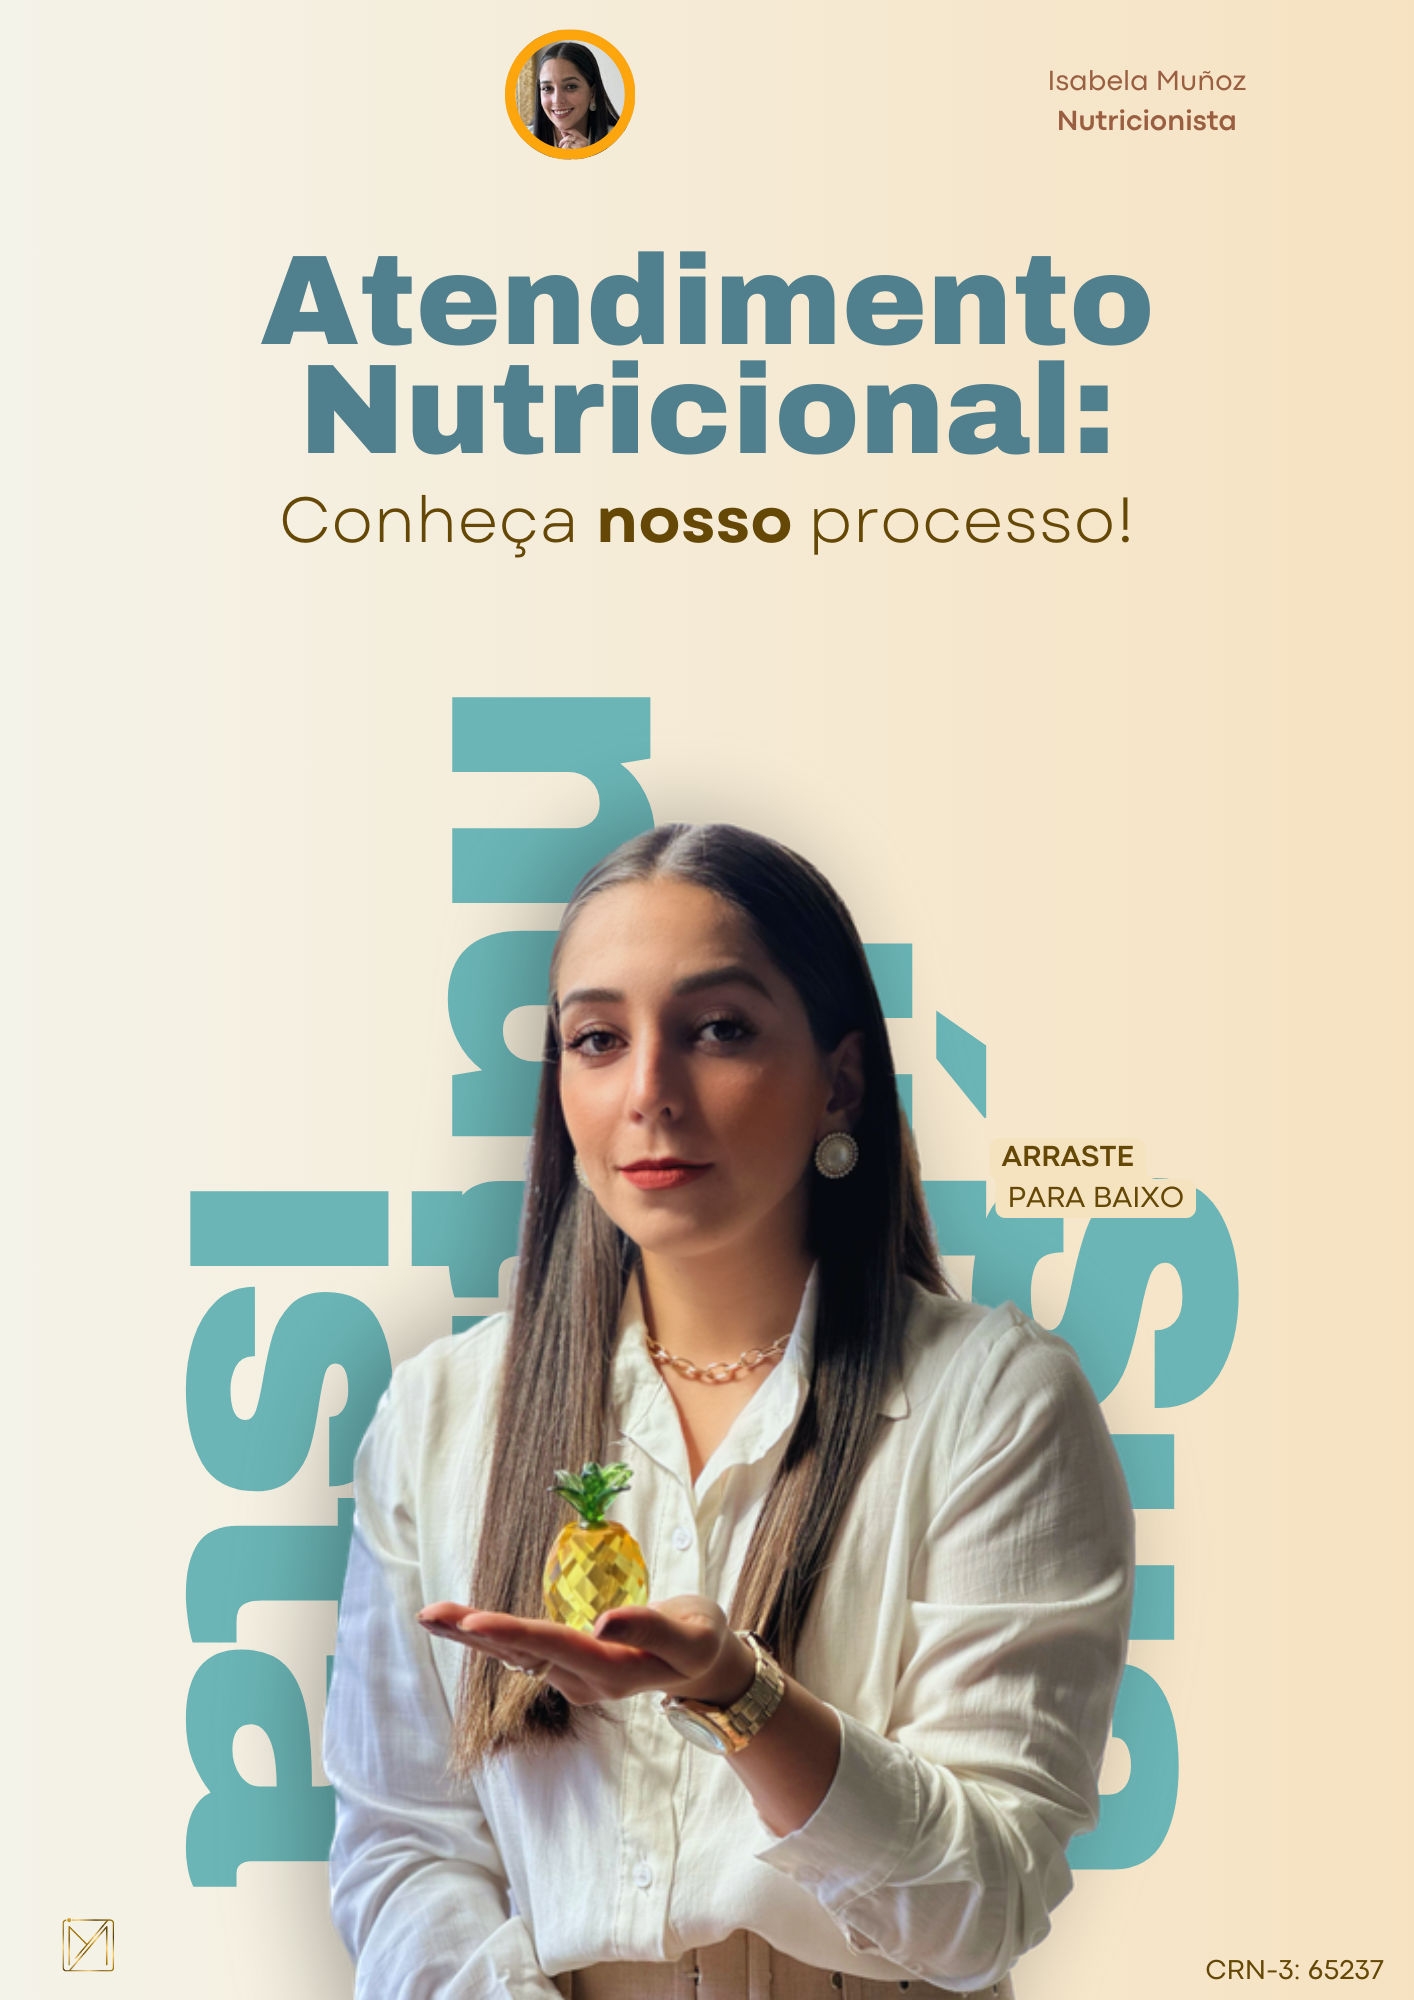 Isabela Muñoz
Nutricionista
Atendimento
Nutricional:
Conheça nosso processo!
ARRASTE
PARA BAIXO
CRN-3: 65237